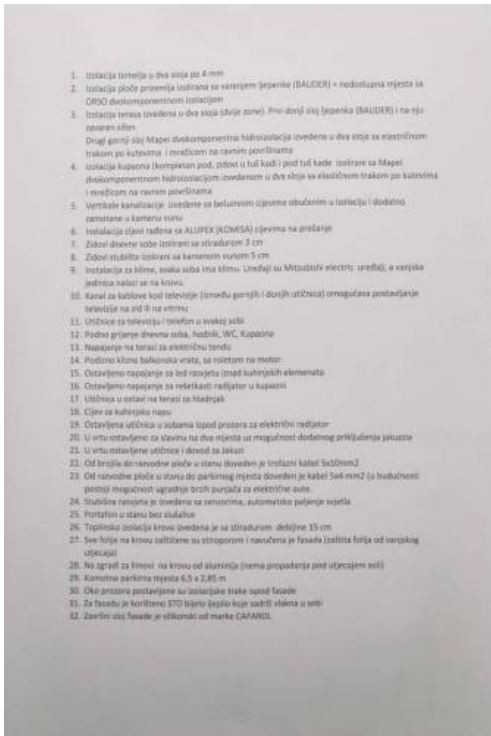 1. Izolacija temelja u dva sloja po 4 mm
2. Izolacija ploče prizemlja izolirana sa varenjem ljepenke (BAUDER) + nedostupna mjesta sa
ORSO dvokomponentnom izolacijom
3. Izolacija terasa izvedena u dva sloja (dvije zone). Prvi donji sloj ljepenka (BAUDER) i na nju
zavaren sifon
Drugi gornji sloj Mapei dvokomponentna hidroizolacija izvedena u dva sloja sa elastičnom
trakom po kutevima i mrežicom na ravnim površinama
4. Izolacija kupaona (kompletan pod, zidovi u tuš kadi i pod tuš kade izolirani sa Mapei
dvokomponentnom hidroizolacijom izvedenom u dva sloja sa elastičnom trakom po kutevima
i mrežicom na ravnim površinama
5. Vertikale kanalizacije izvedene sa bešumnim cijevima obučenim u izolaciju i dodatno
zamotane u kamenu vunu
6. Instalacija cijevi rađena sa ALUPEX (KOMISA) cijevima na prešanje
7. Zidovi dnevne sobe izolirani sa stiradurom 3 cm
8. Zidovi stubišta izolirani sa kamenom vunom 5 cm
9. Instalacija za klime, svaka soba ima klimu. Uređaji su Mitsubishi electric uređaji, a vanjska
jedinica nalazi se na krovu.
10. Kanal za kablove kod televizije (između gornjih i donjih utičnica) omogućava postavljanje
televizije na zid ili na vitrinu
11. Utičnice za televiziju i telefon u svakoj sobi
12. Podno grijanje dnevna soba, hodnik, WC, Kupaona
13. Napajanje na terasi za električnu tendu
14. Podizno klizna balkonska vrata, sa roletom na motor
15. Ostavljeno napajanje za led rasvjetu iznad kuhinjskih elemenata
16. Ostavljeno napajanje za rešetkasti radijator u kupaoni
17. Utičnica u ostavi na terasi za hladnjak
18. Cijev za kuhinjsku napu
19. Ostavljena utičnica u sobama ispod prozora za električni radijator
20. U vrtu ostavljeno za slavinu na dva mjesta uz mogućnost dodatnog priključenja jakuzzia
21. U vrtu ostavljene utičnice i dovod za Jakuzi
22. Od brojila do razvodne ploče u stanu doveden je trofazni kabel 5x10mm2
23. Od razvodne ploče u stanu do parkirnog mjesta doveden je kabel 5x4 mm2 (u budućnosti
postoji mogućnost ugradnje brzih punjača za električne aute.
24. Stubišna rasvjeta je izvedena sa senzorima, automatsko paljenje svjetla
25. Portafon u stanu bez slušalice
26. Toplinska izolacija krova izvedena je sa stiradurom debljine 15 cm
27. Sve folije na krovu zaštićene su stiroporom i navučena je fasada (zaštita folija od vanjskog
utjecaja)
28. Na zgradi za limovi na krovu od aluminija (nema propadanja pod utjecajem soli)
29. Komotna parkirna mjesta 6,5 x 2,85 m
30. Oko prozora postavljene su izolacijske trake ispod fasade
31. Za fasadu je korišteno STO bijelo ljepilo koje sadrži vlakna u sebi
32. Završni sloj fasade je silikonski od marke CAPAROL